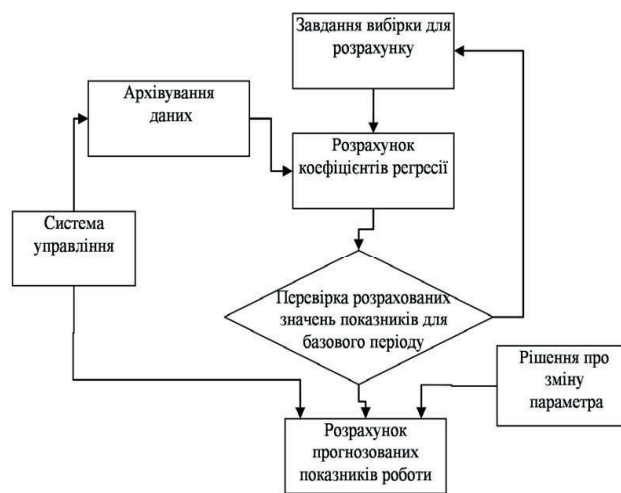 Завдання вибірки для
розрахунку
Архівування
даних
Розрахунок
коефіцієнтів регресії
Система
управління
Перевірка розрахованих
значень показників для
базового періоду
Рішення про
зміну
параметра
Розрахунок
прогнозованих
показників роботи